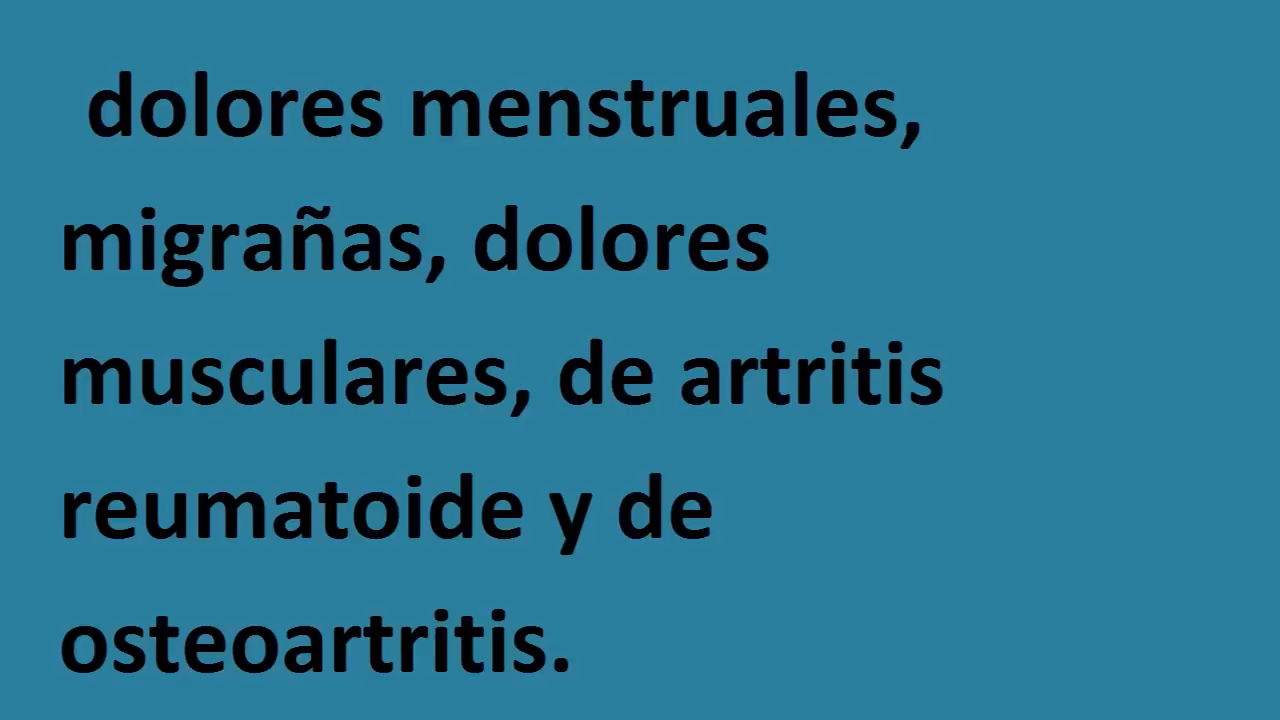 dolores menstruales,
migrañas, dolores
musculares, de artritis
reumatoide y de
osteoartritis.